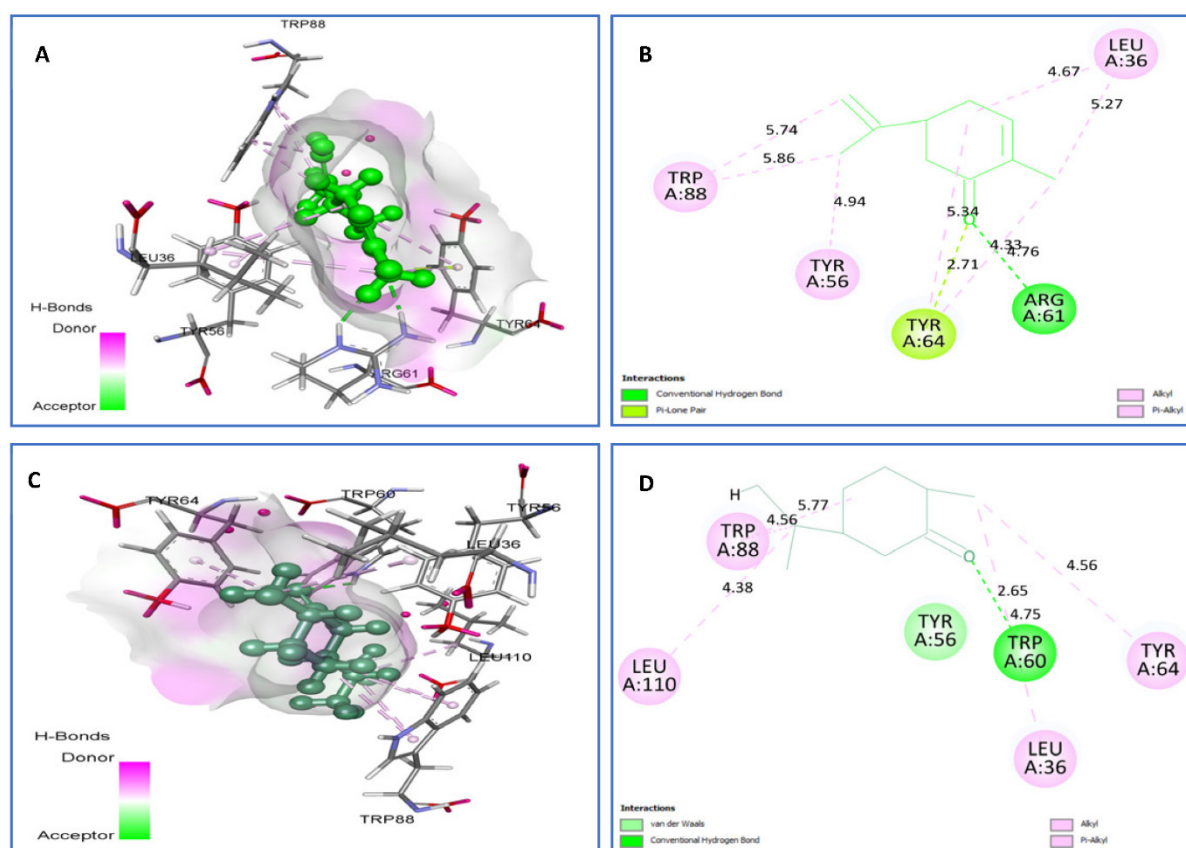 A
TRP88
LEU36
TYR56
TYR64
ARG61
H-Bonds
Donor
Acceptor
B
LEU
A:36
4.67
5.27
5.74
5.86
TRP
A:88
4.94
TYR
A:56
5.34
O
4.33
4.76
2.71
ARG
A:61
TYR
A:64
Interactions
Conventional Hydrogen Bond
Pi-Lone Pair
Alkyl
Pi-Alkyl
C
TYR64
TRP60
TYR56
LEU36
LEU110
H-Bonds
Donor
Acceptor
TRP88
D
H
5.77
4.56
TRP
A:88
4.38
O
4.56
2.65
4.75
TYR
A:56
TRP
A:60
TYR
A:64
LEU
A:110
LEU
A:36
Interactions
van der Waals
Conventional Hydrogen Bond
Alkyl
Pi-Alkyl